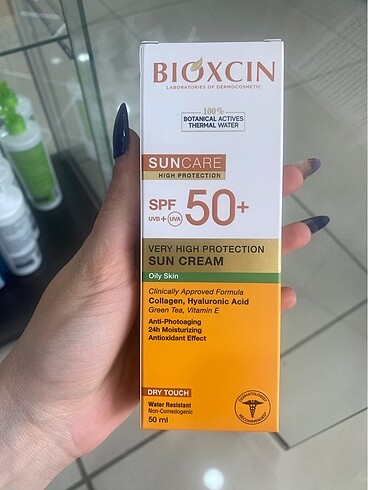 BIOXCIN
LABORATORIES OF DERMOCOSMETIC
100%
BOTANICAL ACTIVES
THERMAL WATER
SUNCARE
HIGH PROTECTION
SPF 50+
UVB + UVA
VERY HIGH PROTECTION
SUN CREAM
Oily Skin
Clinically Approved Formula
Collagen, Hyaluronic Acid
Green Tea, Vitamin E
Anti-Photoaging
24h Moisturizing
Antioxidant Effect
DRY TOUCH
Water Resistant
Non-Comedogenic
50 ml
DERMATOLOGIST
RECOMMENDED